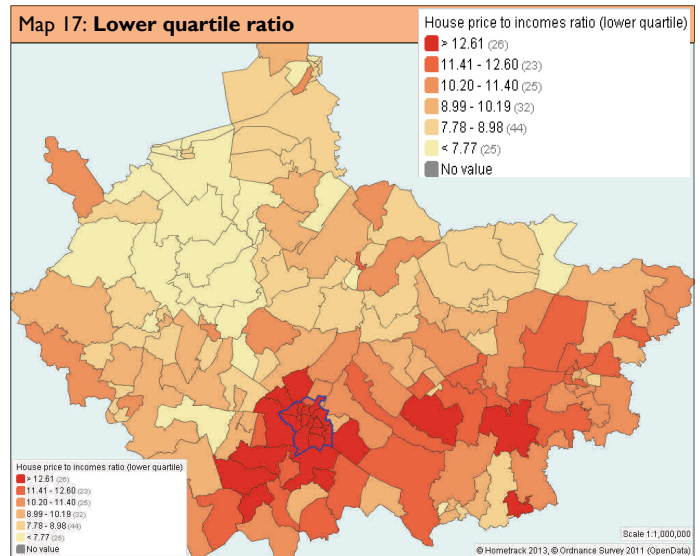 Map 17: Lower quartile ratio
House price to incomes ratio (lower quartile)
> 12.61 (26)
11.41 - 12.60 (23)
10.20 - 11.40 (25)
8.99 - 10.19 (32)
7.78 - 8.98 (44)
< 7.77 (25)
No value
House price to incomes ratio (lower quartile)
> 12.61 (26)
11.41 - 12.60 (23)
10.20 - 11.40 (25)
8.99 - 10.19 (32)
7.78 - 8.98 (44)
< 7.77 (25)
No value
Scale 1:1,000,000
© Hometrack 2013, © Ordnance Survey 2011 (OpenData)